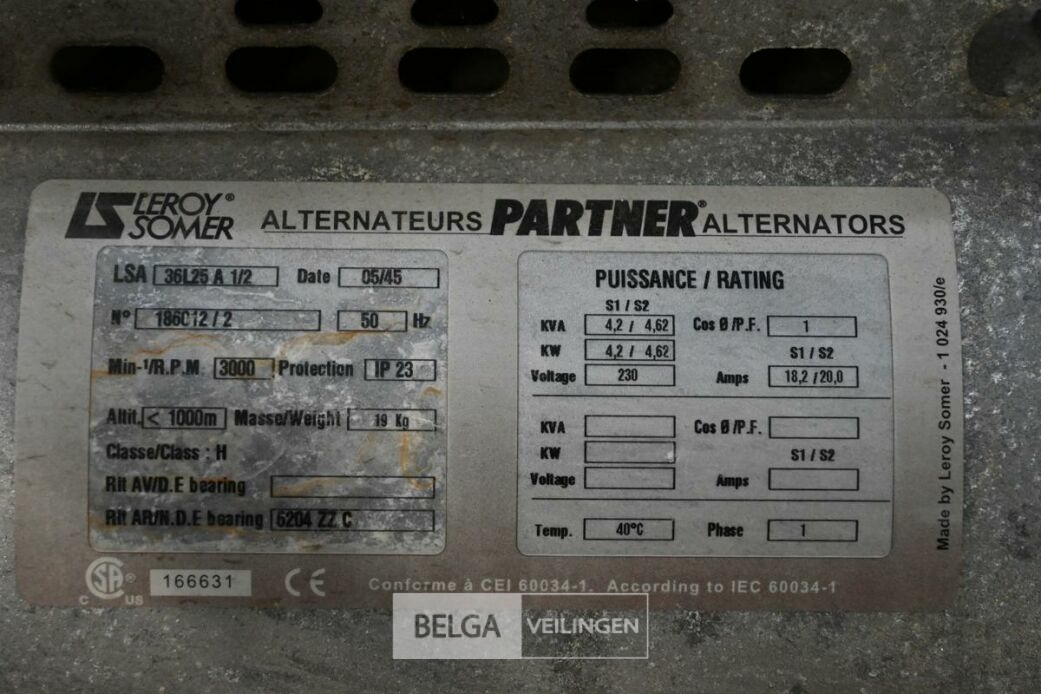 LS LEROY® SOMER ALTERNATEURS PARTNER® ALTERNATORS
LSA 36L25 A 1/2 Date 05/45
N° 186012 / 2 50 Hz
Min-¹/R.P.M 3000 Protection IP 23
Altit. < 1000m Masse/Weight 19 Kg
Classe/Class : H
Rlt AV/D.E bearing
Rlt AR/N.D.E bearing 6204 ZZ C
PUISSANCE / RATING
S1 / S2
KVA 4,2 / 4,62 Cos Ø /P.F. 1
KW 4,2 / 4,62 S1 / S2
Voltage 230 Amps 18,2 / 20,0
KVA Cos Ø /P.F.
KW S1 / S2
Voltage Amps
Temp. 40°C Phase 1
Made by Leroy Somer - 1 024 930/e
C SA® US 166631 CE Conforme à CEI 60034-1. According to IEC 60034-1
BELGA VEILINGEN